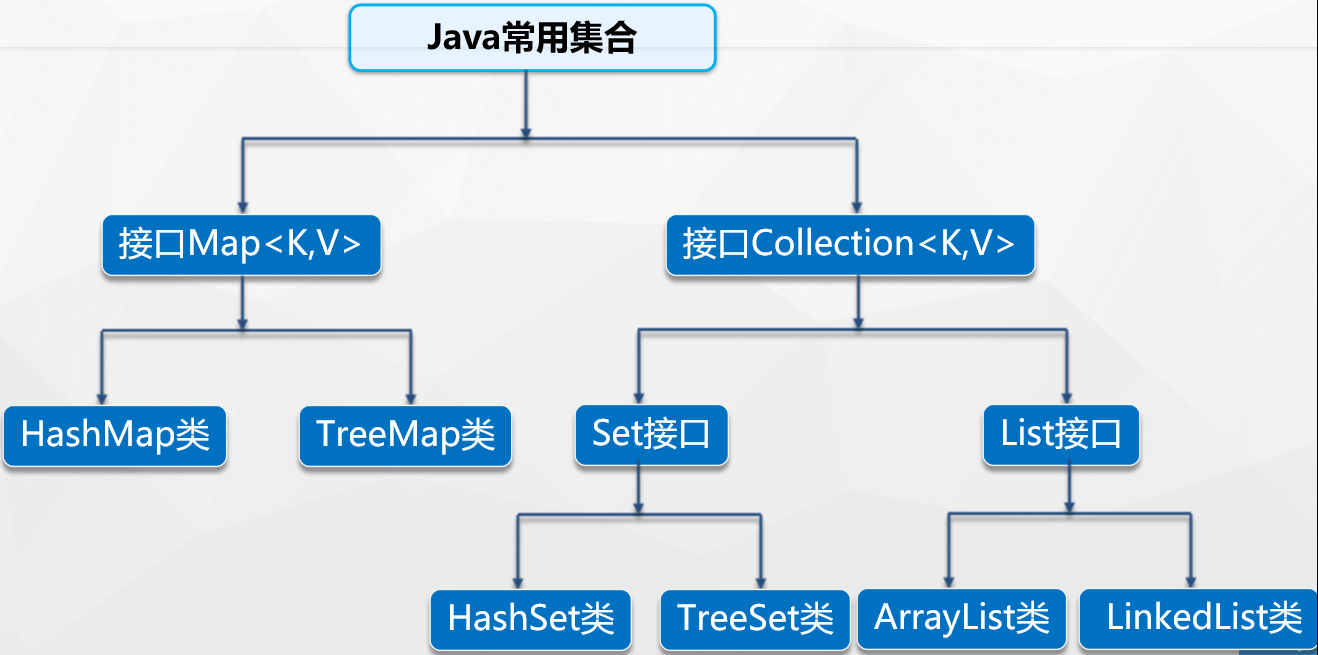 Java常用集合
接口Map<K,V>
接口Collection<K,V>
HashMap类
TreeMap类
Set接口
List接口
HashSet类
TreeSet类
ArrayList类
LinkedList类